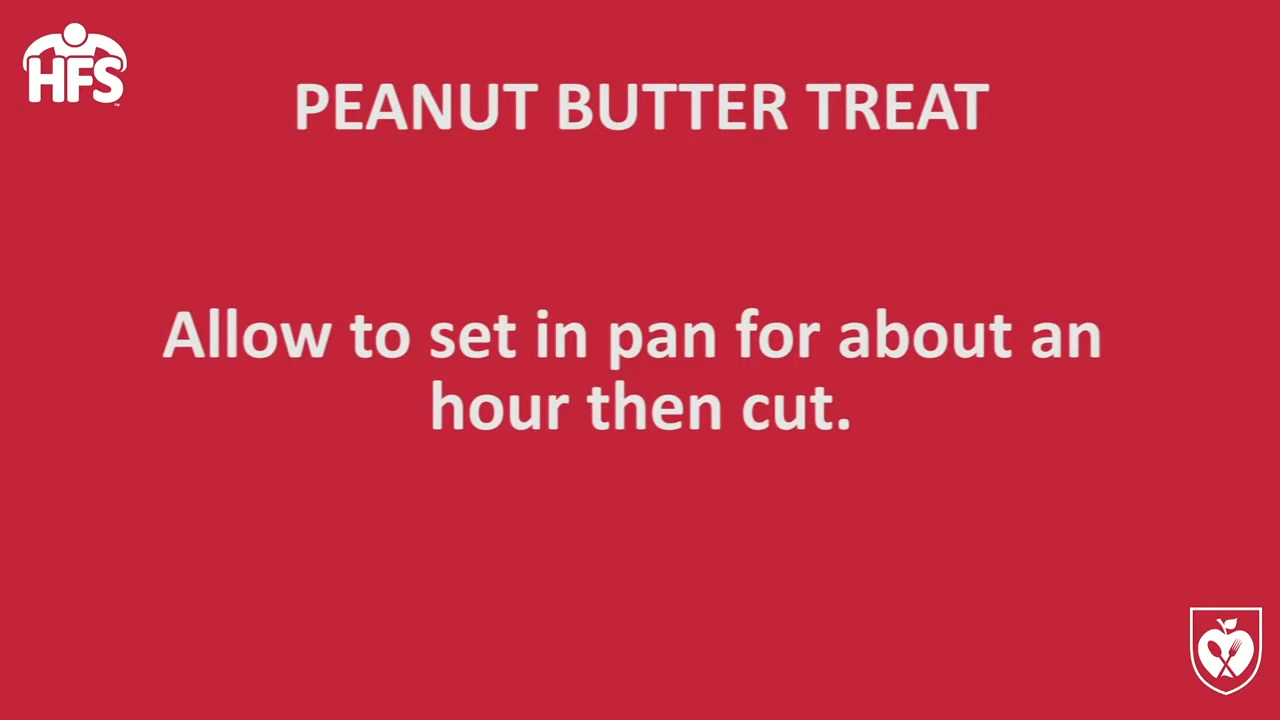 HFS
PEANUT BUTTER TREAT
Allow to set in pan for about an
hour then cut.